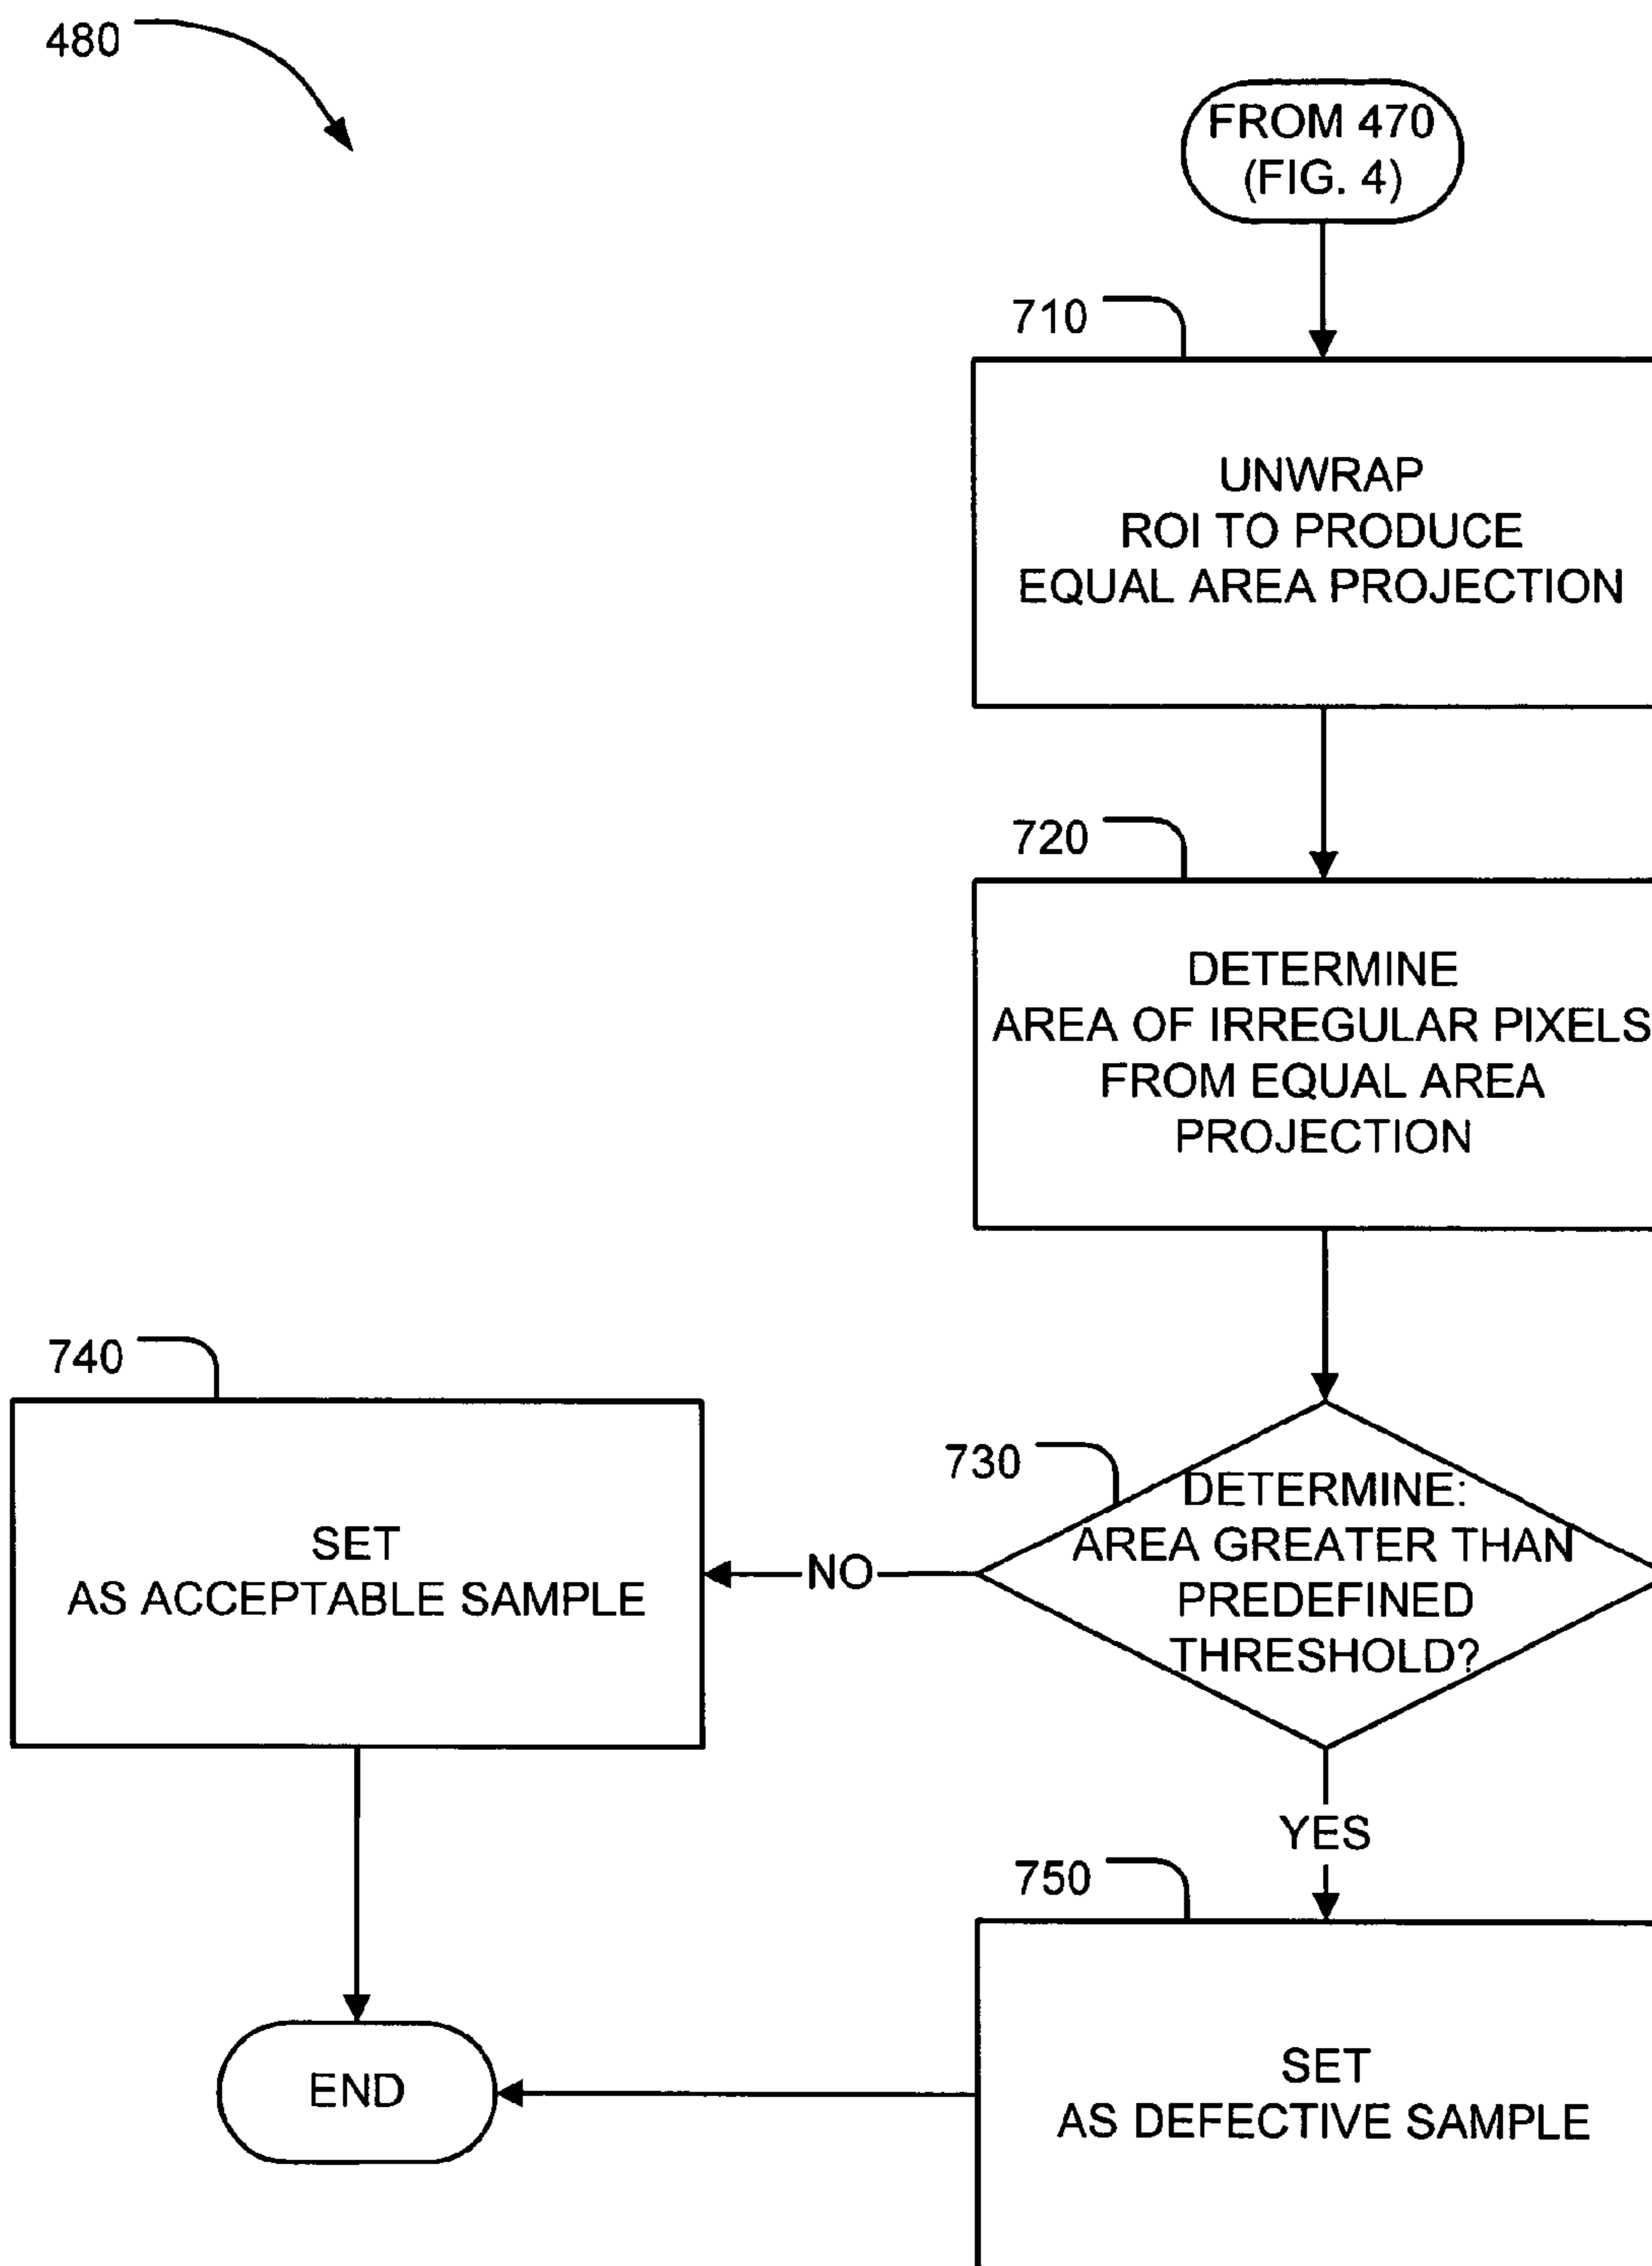 480
FROM 470
(FIG. 4)
710
UNWRAP
ROI TO PRODUCE
EQUAL AREA PROJECTION
720
DETERMINE
AREA OF IRREGULAR PIXELS
FROM EQUAL AREA
PROJECTION
730
DETERMINE:
AREA GREATER THAN
PREDEFINED
THRESHOLD?
NO
740
SET
AS ACCEPTABLE SAMPLE
YES
750
SET
AS DEFECTIVE SAMPLE
END